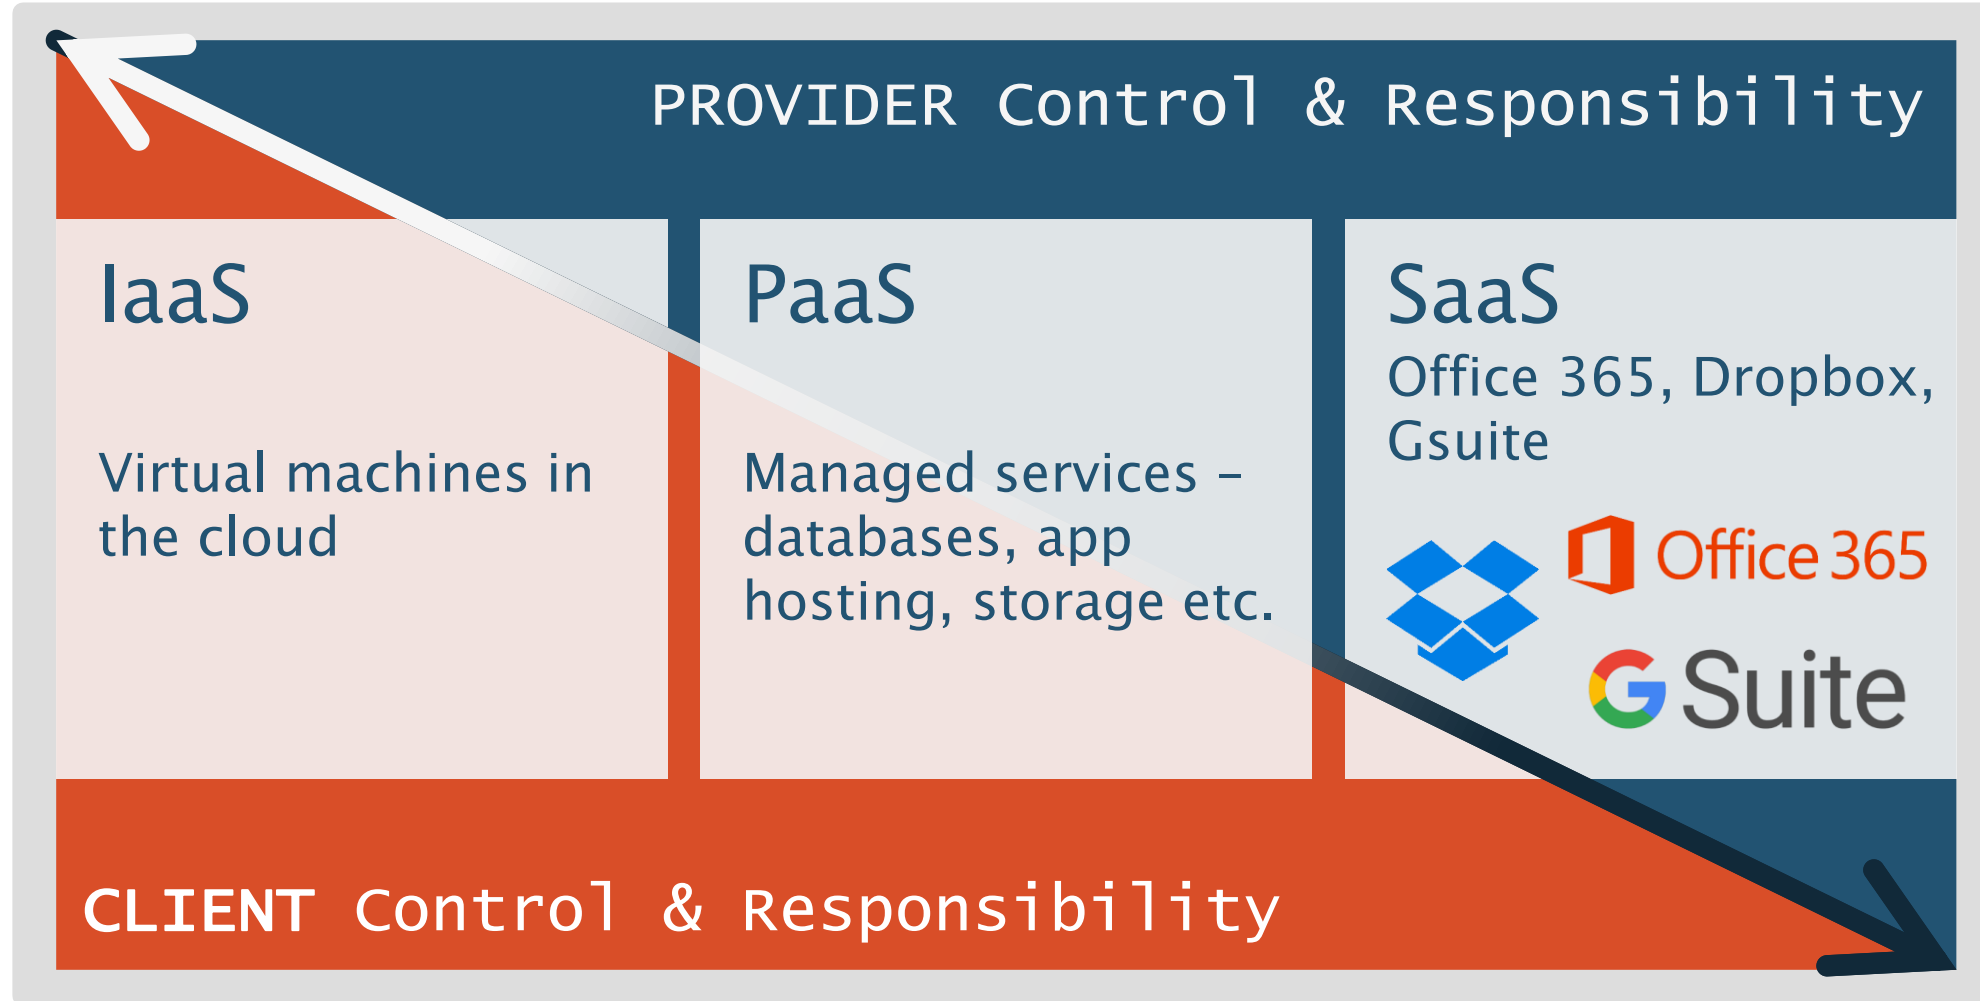 PROVIDER Control & Responsibility
IaaS
Virtual machines in
the cloud
PaaS
Managed services –
databases, app
hosting, storage etc.
SaaS
Office 365, Dropbox,
Gsuite
Office 365
G Suite
CLIENT Control & Responsibility